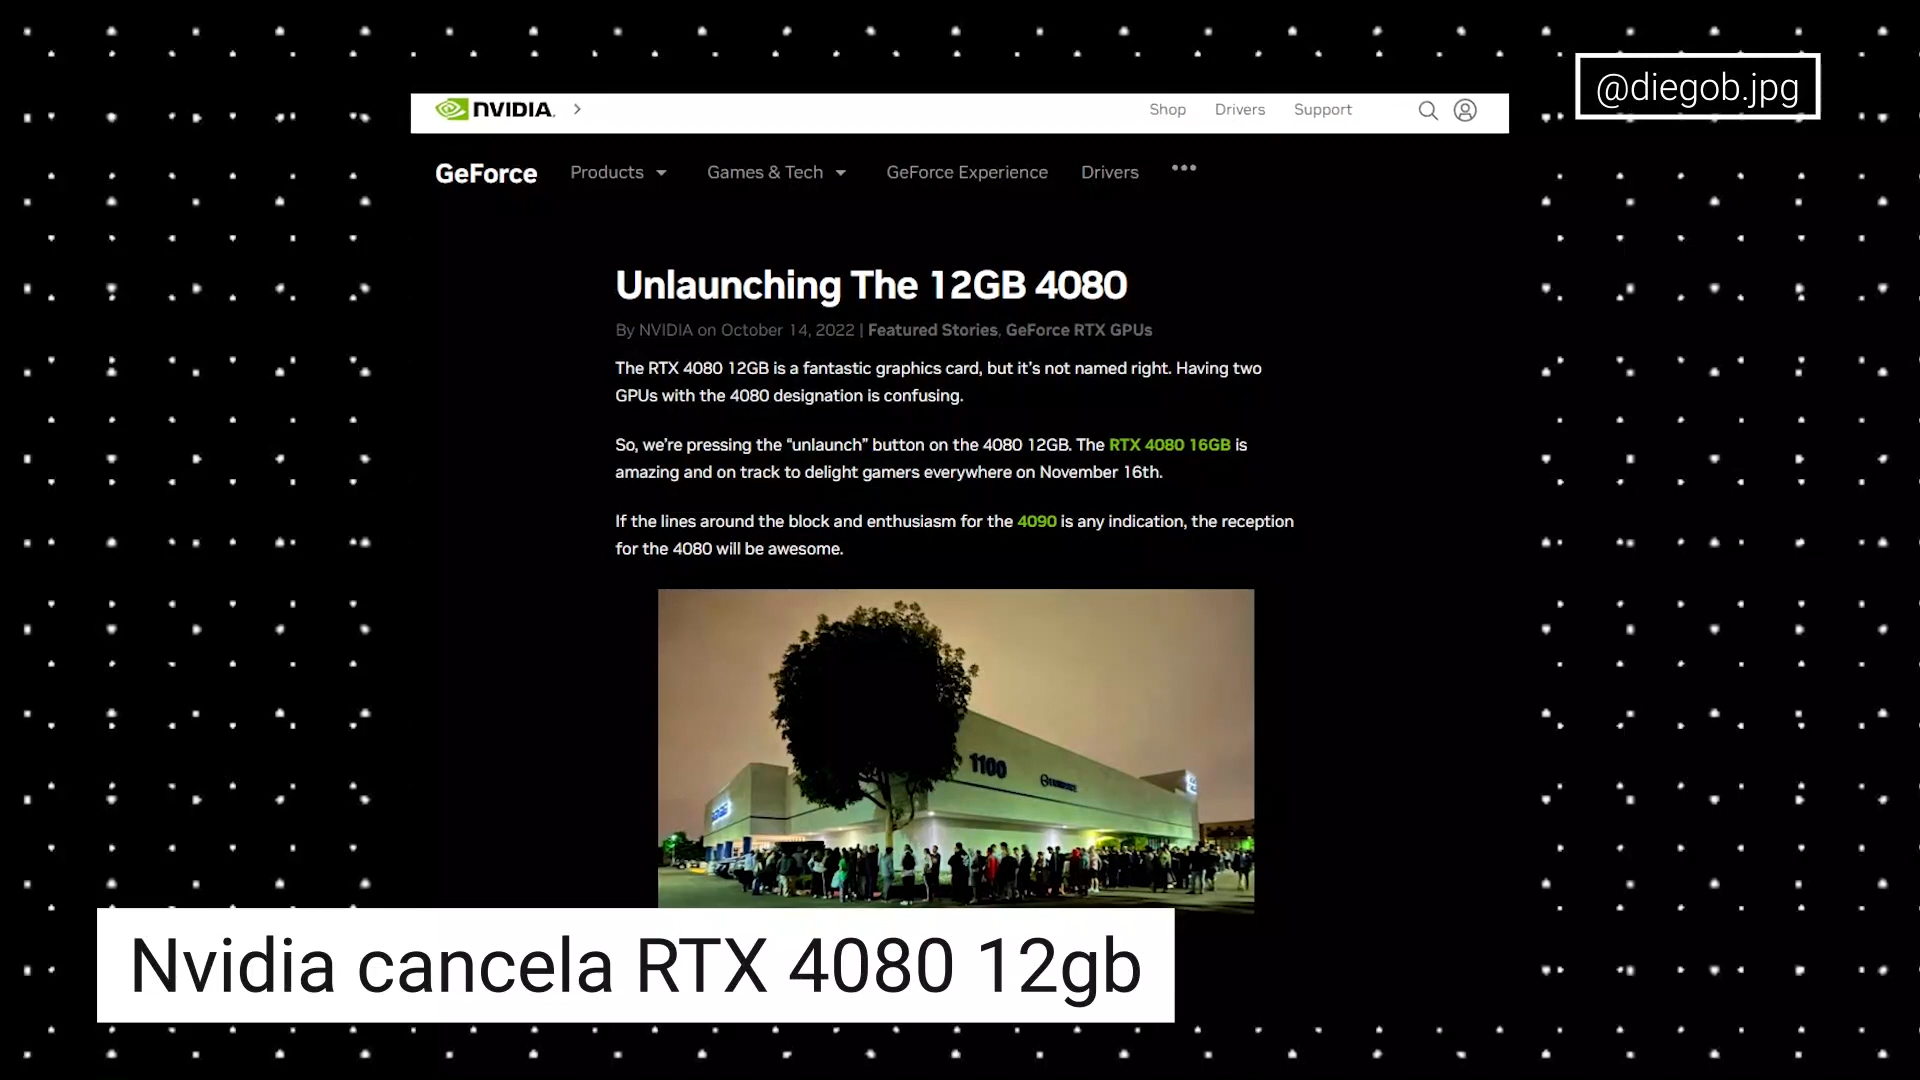 @diegob.jpg
NVIDIA.
Shop Drivers Support
GeForce Products Games & Tech GeForce Experience Drivers •••
Unlaunching The 12GB 4080
By NVIDIA on October 14, 2022 | Featured Stories, GeForce RTX GPUs
The RTX 4080 12GB is a fantastic graphics card, but it's not named right. Having two
GPUs with the 4080 designation is confusing.
So, we're pressing the “unlaunch” button on the 4080 12GB. The RTX 4080 16GB is
amazing and on track to delight gamers everywhere on November 16th.
If the lines around the block and enthusiasm for the 4090 is any indication, the reception
for the 4080 will be awesome.
1100
Nvidia cancela RTX 4080 12gb